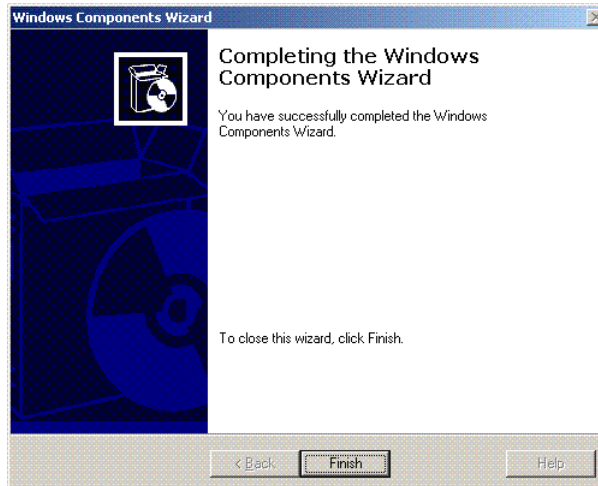 Windows Components Wizard
Completing the Windows
Components Wizard
You have successfully completed the Windows
Components Wizard.
To close this wizard, click Finish.
< Back
Finish
Help